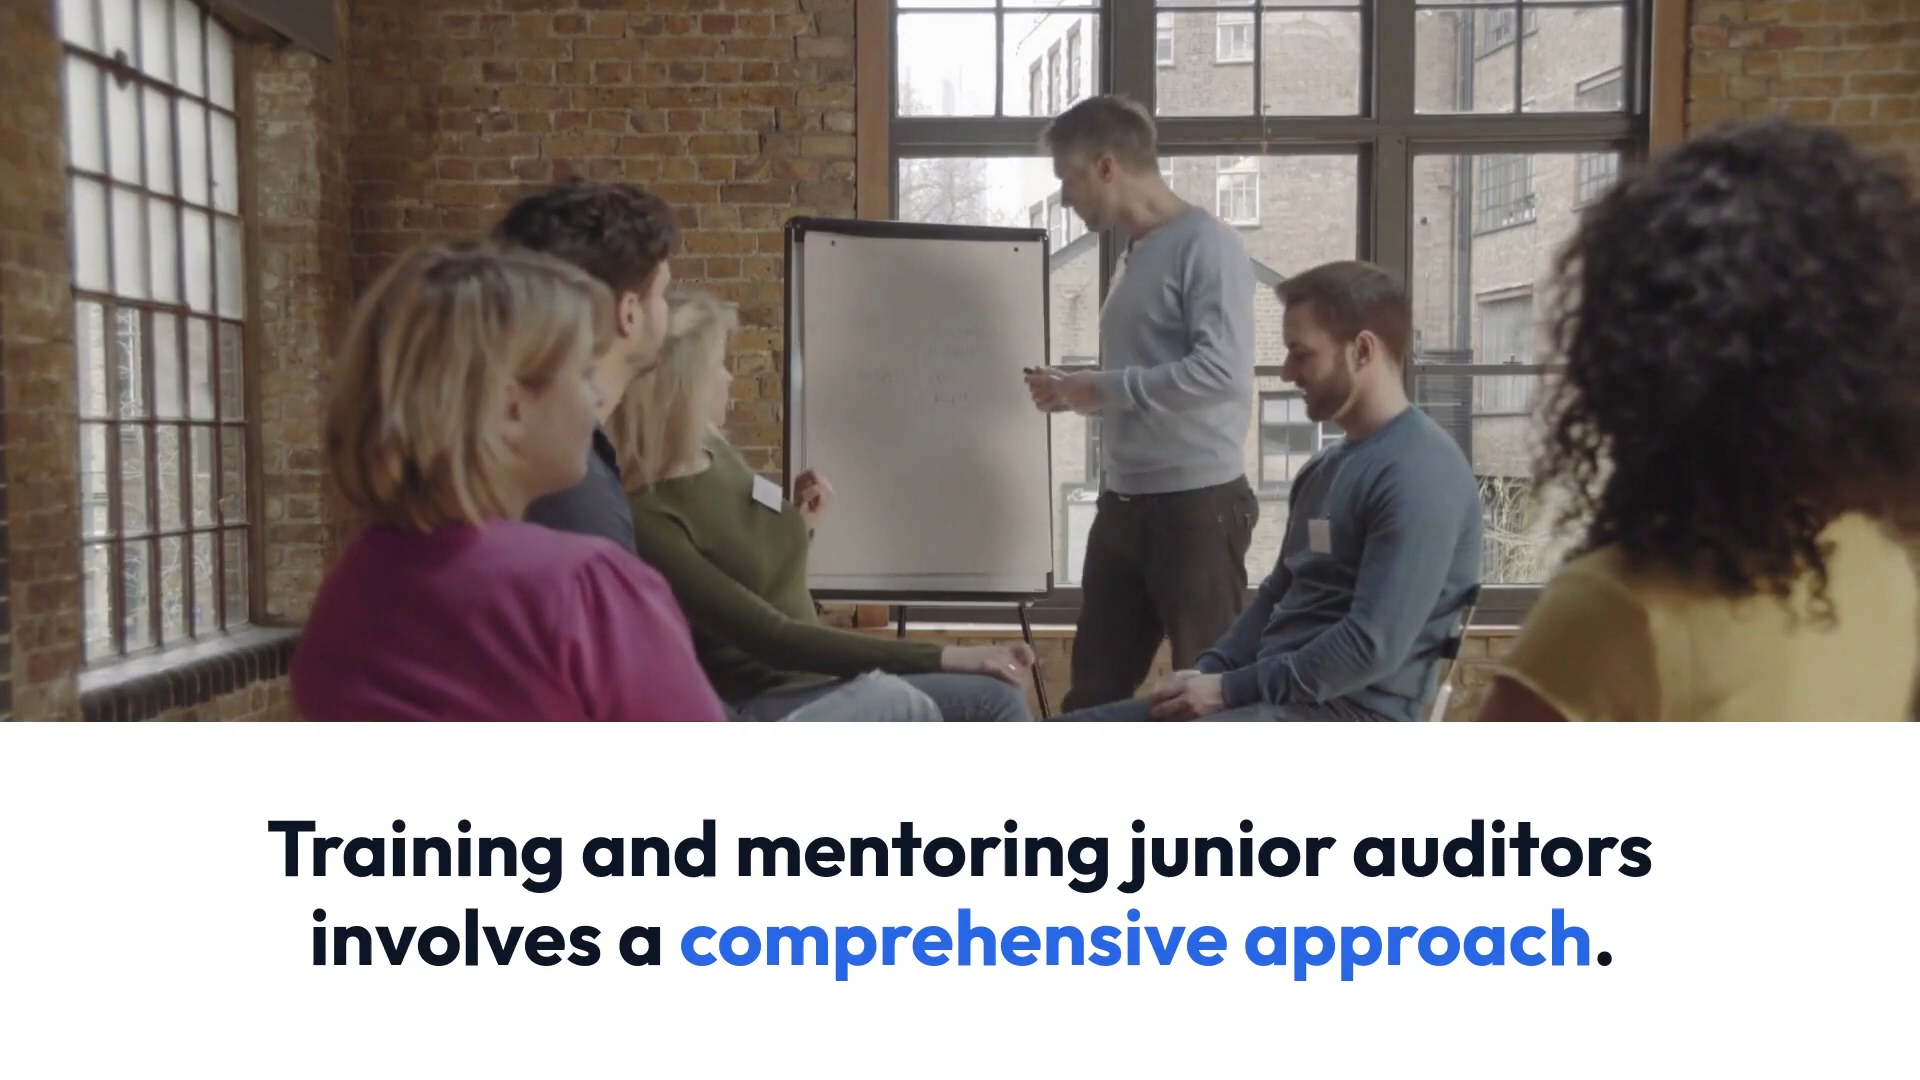 Training and mentoring junior auditors
involves a comprehensive approach.